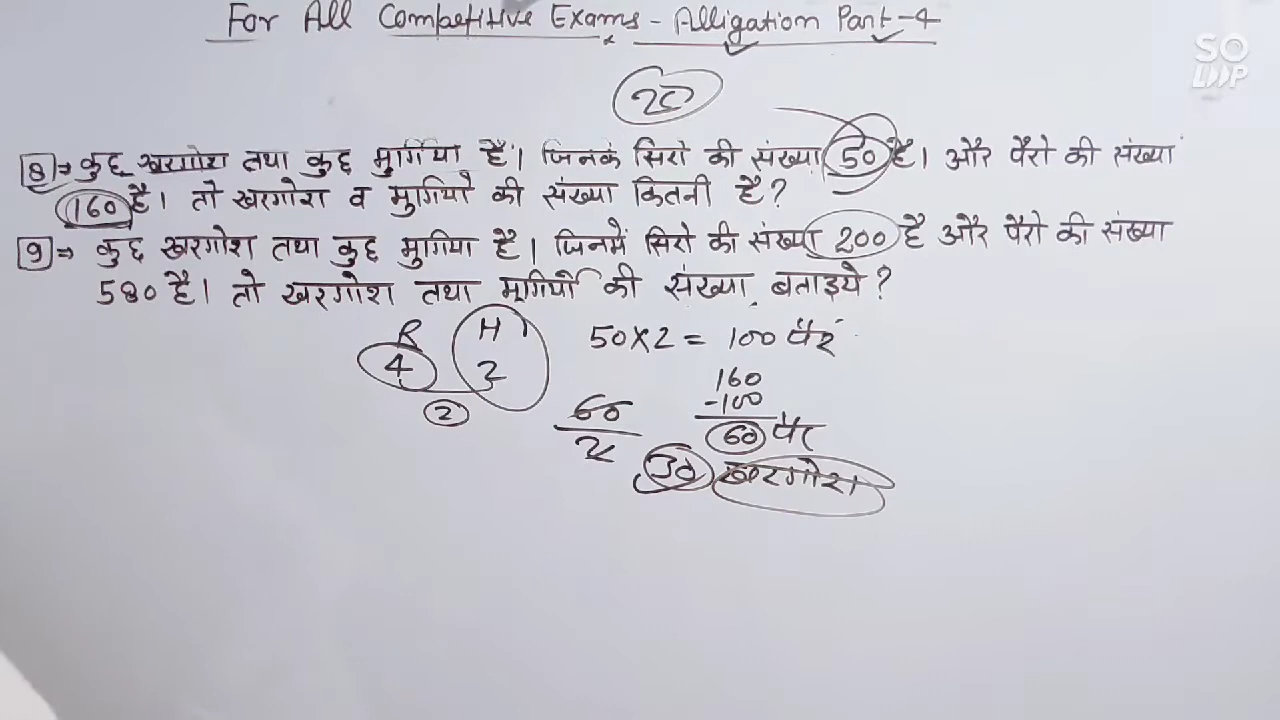 For All Competitive Exams - Alligation Part-4
SO
LOOP
20
8 ⇒ कुछ खरगोश तथा कुछ मुर्गिया है। जिनके सिरो की संख्या 50 है। और पैरो की संख्या
160 है। तो खरगोश व मुर्गियो की संख्या कितनी है?
9 ⇒ कुछ खरगोश तथा कुछ मुर्गिया है। जिनमें सिरो की संख्या 200 है और पैरो की संख्या
580 है। तो खरगोश तथा मुर्गियों की संख्या बताइये?
R H 50×2 = 100 पैर
4 2 160
2 -100
60 60 पैर
2 30 खरगोश